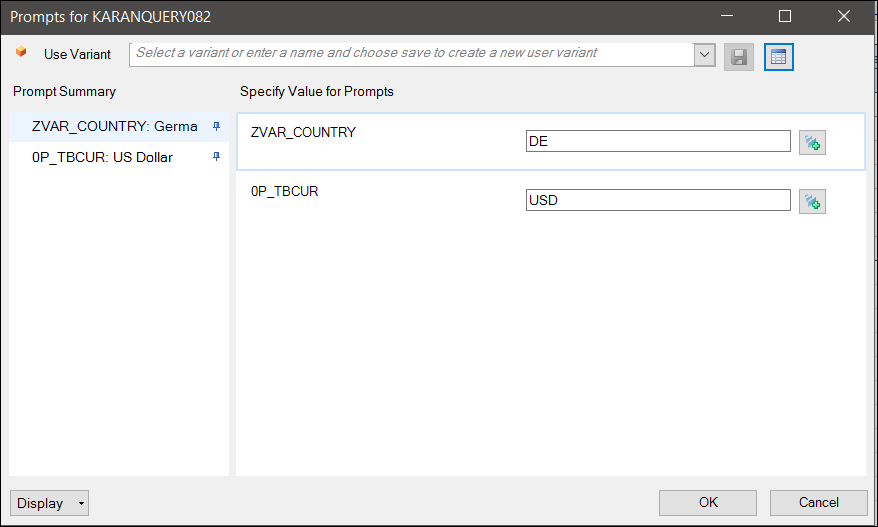 Prompts for KARANQUERY082
Use Variant
Select a variant or enter a name and choose save to create a new user variant
Prompt Summary
Specify Value for Prompts
ZVAR_COUNTRY: Germa
0P_TBCUR: US Dollar
ZVAR_COUNTRY
DE
0P_TBCUR
USD
Display
OK
Cancel